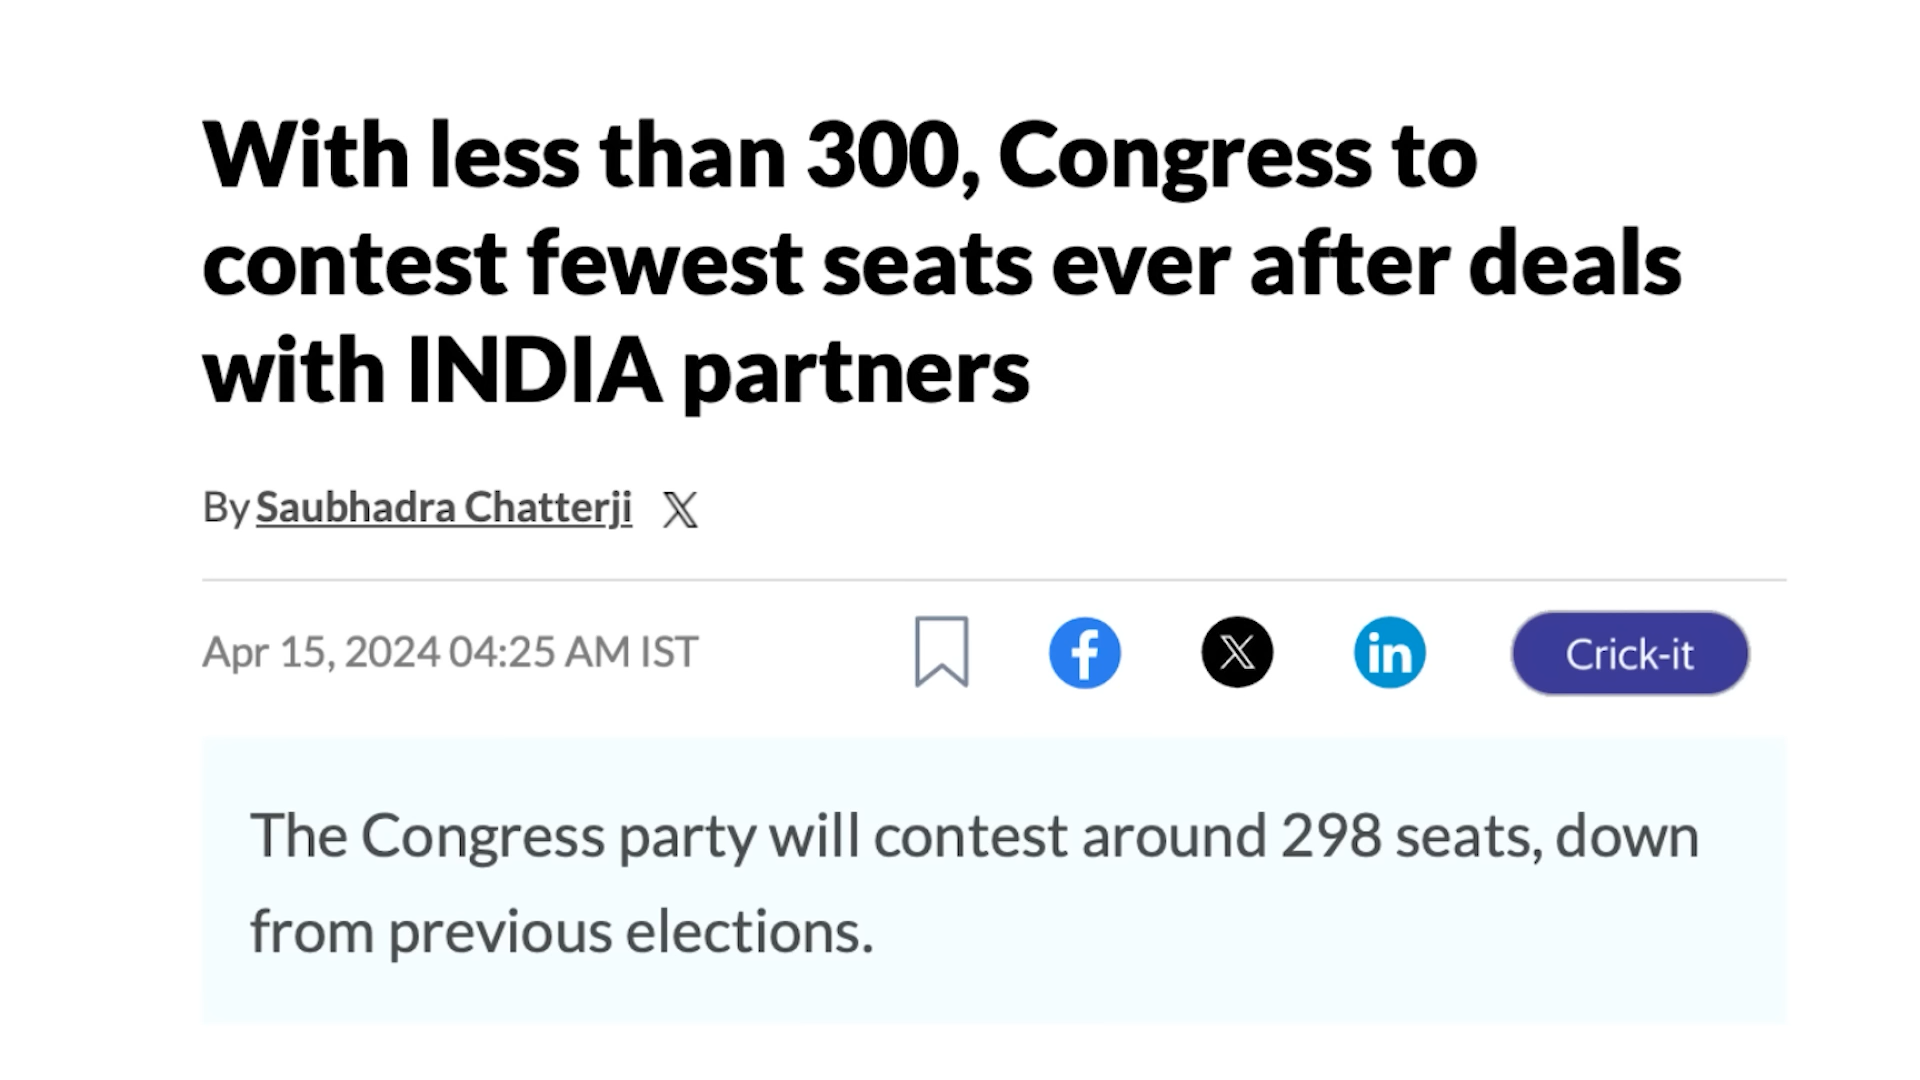 With less than 300, Congress to
contest fewest seats ever after deals
with INDIA partners
By Saubhadra Chatterji X
Apr 15, 2024 04:25 AM IST f X in Crick-it
The Congress party will contest around 298 seats, down
from previous elections.